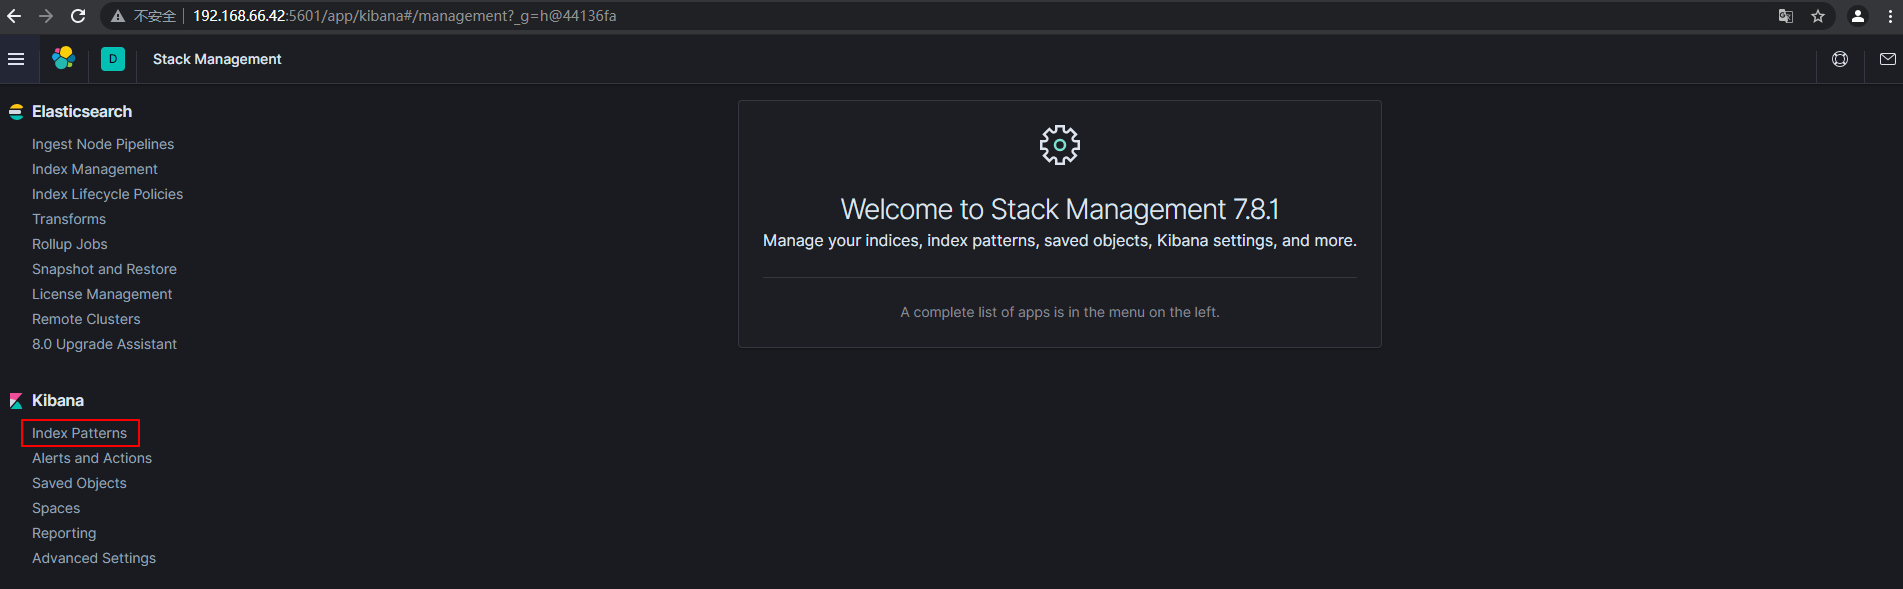 不安全 192.168.66.42:5601/app/kibana#/management?_g=h@44136fa
D Stack Management
Elasticsearch
Ingest Node Pipelines
Index Management
Index Lifecycle Policies
Transforms
Rollup Jobs
Snapshot and Restore
License Management
Remote Clusters
8.0 Upgrade Assistant
Kibana
Index Patterns
Alerts and Actions
Saved Objects
Spaces
Reporting
Advanced Settings
Welcome to Stack Management 7.8.1
Manage your indices, index patterns, saved objects, Kibana settings, and more.
A complete list of apps is in the menu on the left.